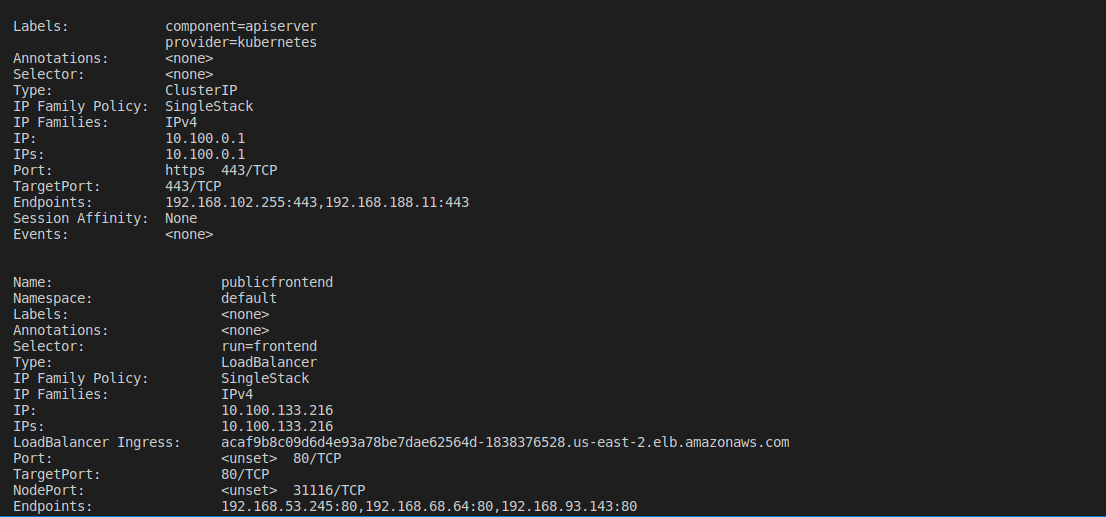 Labels:            component=apiserver
                   provider=kubernetes
Annotations:       <none>
Selector:          <none>
Type:              ClusterIP
IP Family Policy:  SingleStack
IP Families:       IPv4
IP:                10.100.0.1
IPs:               10.100.0.1
Port:              https  443/TCP
TargetPort:        443/TCP
Endpoints:         192.168.102.255:443,192.168.188.11:443
Session Affinity:  None
Events:            <none>
Name:                     publicfrontend
Namespace:                default
Labels:                   <none>
Annotations:              <none>
Selector:                 run=frontend
Type:                     LoadBalancer
IP Family Policy:         SingleStack
IP Families:              IPv4
IP:                       10.100.133.216
IPs:                      10.100.133.216
LoadBalancer Ingress:     acaf9b8c09d6d4e93a78be7dae62564d-1838376528.us-east-2.elb.amazonaws.com
Port:                     <unset>  80/TCP
TargetPort:               80/TCP
NodePort:                 <unset>  31116/TCP
Endpoints:                192.168.53.245:80,192.168.68.64:80,192.168.93.143:80